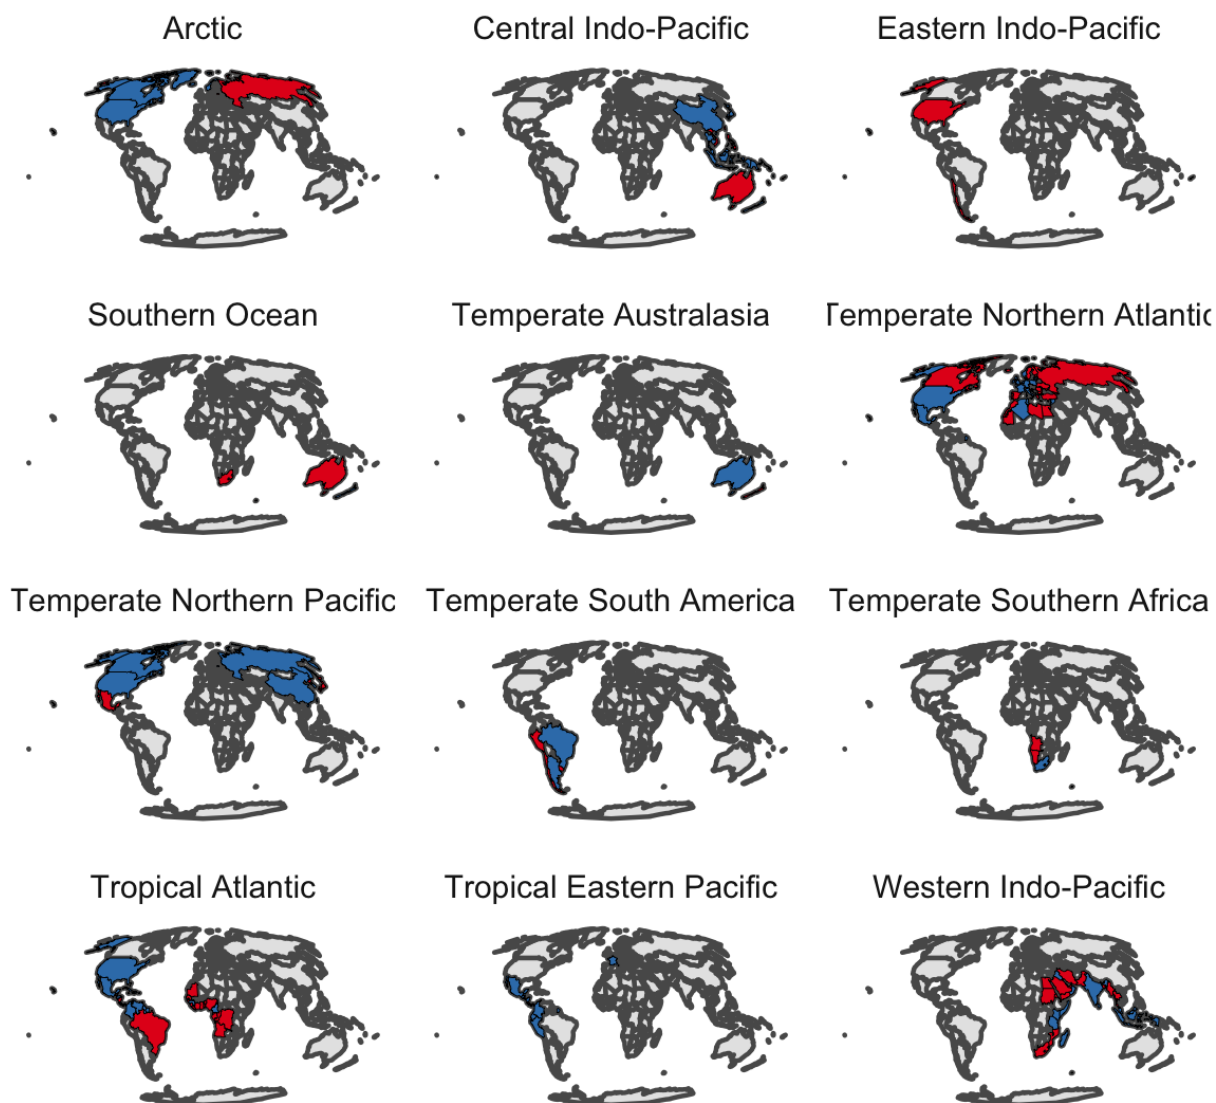 Arctic
Central Indo-Pacific
Eastern Indo-Pacific
Southern Ocean
Temperate Australasia
Temperate Northern Atlantic
Temperate Northern Pacific
Temperate South America
Temperate Southern Africa
Tropical Atlantic
Tropical Eastern Pacific
Western Indo-Pacific